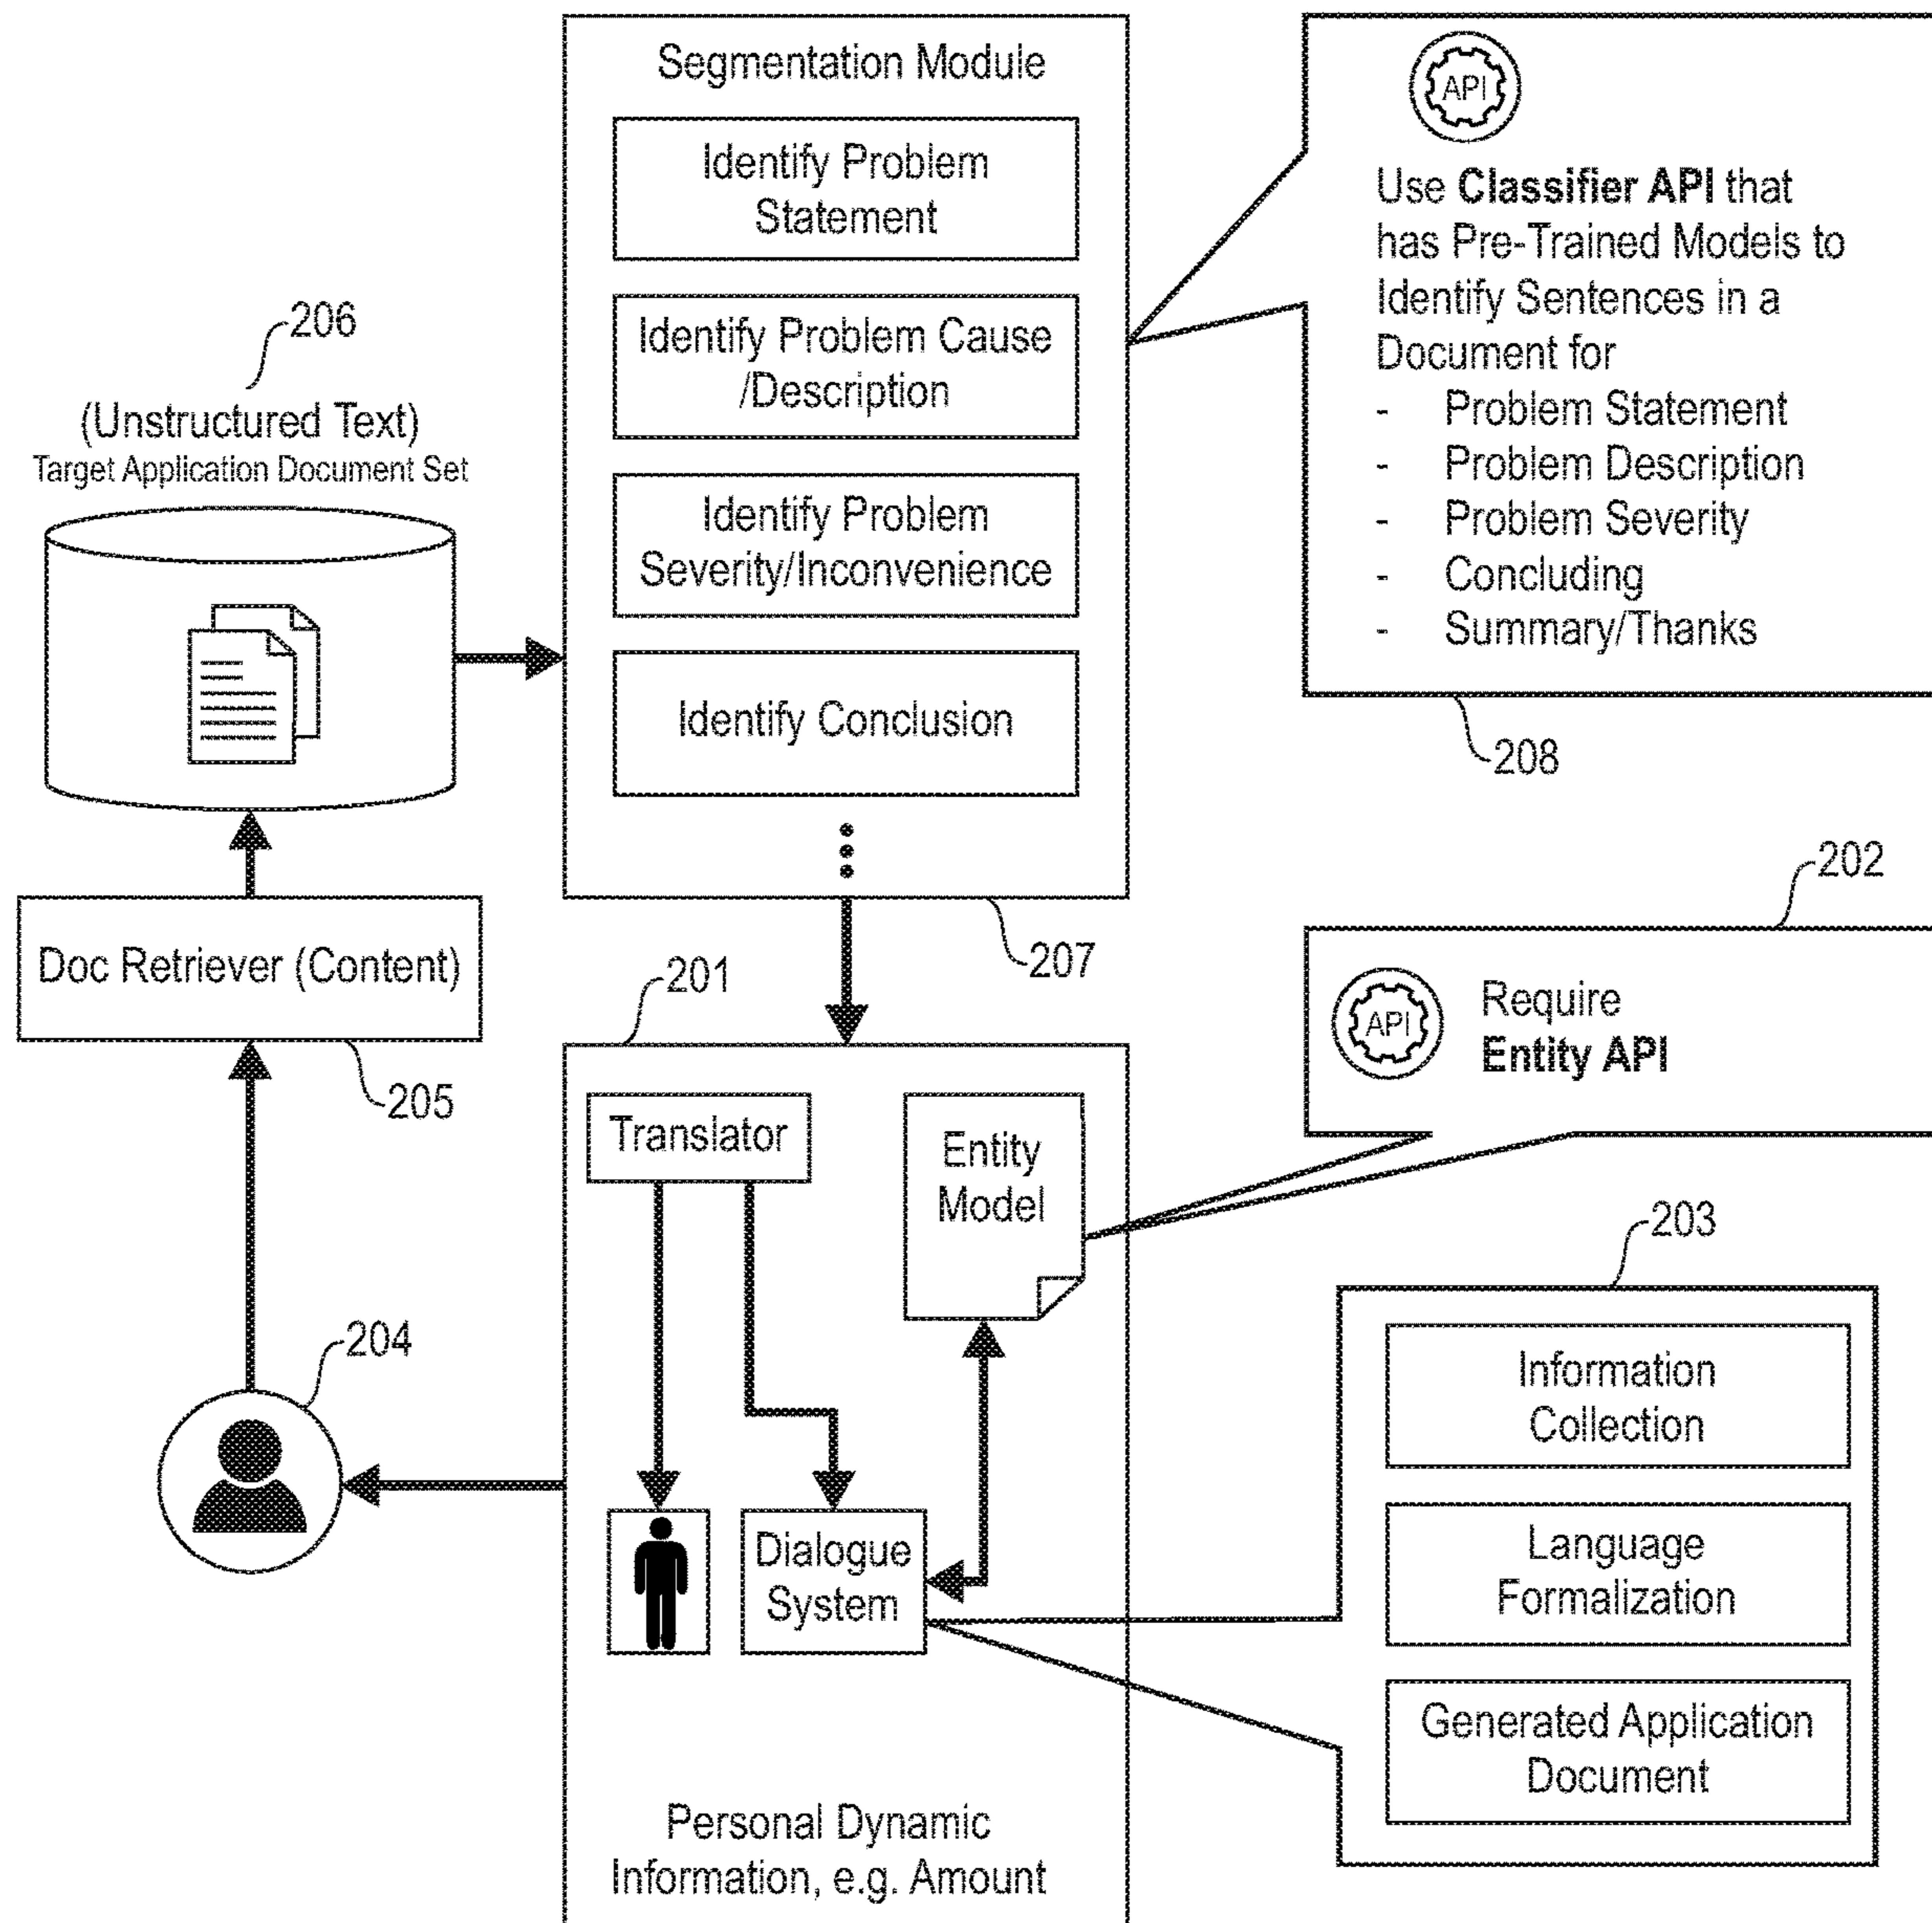 Segmentation Module
Identify Problem
Statement
Identify Problem Cause
/Description
Identify Problem
Severity/Inconvenience
Identify Conclusion
207
API
Use Classifier API that
has Pre-Trained Models to
Identify Sentences in a
Document for
- Problem Statement
- Problem Description
- Problem Severity
- Concluding
- Summary/Thanks
208
206
(Unstructured Text)
Target Application Document Set
Doc Retriever (Content)
205
204
201
Translator
Entity
Model
Dialogue
System
Personal Dynamic
Information, e.g. Amount
202
API
Require
Entity API
203
Information
Collection
Language
Formalization
Generated Application
Document